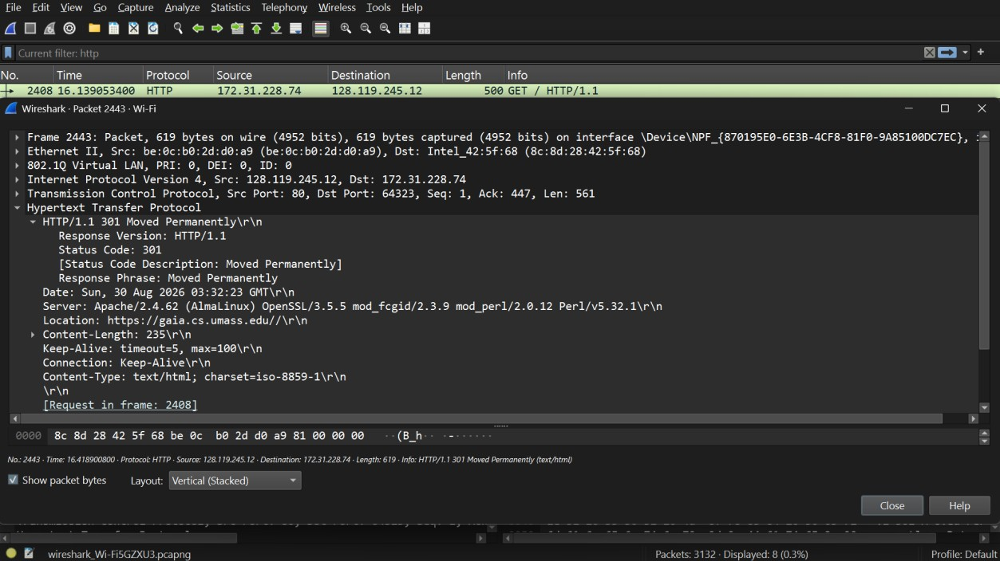 File Edit View Go Capture Analyze Statistics Telephony Wireless Tools Help
Current filter: http
No. Time Protocol Source Destination Length Info
2408 16.139053400 HTTP 172.31.228.74 128.119.245.12 500 GET / HTTP/1.1
Wireshark · Packet 2443 · Wi-Fi
Frame 2443: Packet, 619 bytes on wire (4952 bits), 619 bytes captured (4952 bits) on interface \Device\NPF_{870195E0-6E3B-4CF8-81F0-9A85100DC7EC},
Ethernet II, Src: be:0c:b0:2d:d0:a9 (be:0c:b0:2d:d0:a9), Dst: Intel_42:5f:68 (8c:8d:28:42:5f:68)
802.1Q Virtual LAN, PRI: 0, DEI: 0, ID: 0
Internet Protocol Version 4, Src: 128.119.245.12, Dst: 172.31.228.74
Transmission Control Protocol, Src Port: 80, Dst Port: 64323, Seq: 1, Ack: 447, Len: 561
Hypertext Transfer Protocol
HTTP/1.1 301 Moved Permanently\r\n
Response Version: HTTP/1.1
Status Code: 301
[Status Code Description: Moved Permanently]
Response Phrase: Moved Permanently
Date: Sun, 30 Aug 2026 03:32:23 GMT\r\n
Server: Apache/2.4.62 (AlmaLinux) OpenSSL/3.5.5 mod_fcgid/2.3.9 mod_perl/2.0.12 Perl/v5.32.1\r\n
Location: https://gaia.cs.umass.edu//\r\n
Content-Length: 235\r\n
Keep-Alive: timeout=5, max=100\r\n
Connection: Keep-Alive\r\n
Content-Type: text/html; charset=iso-8859-1\r\n
\r\n
[Request in frame: 2408]
0000 8c 8d 28 42 5f 68 be 0c b0 2d d0 a9 81 00 00 00 ··(B_h·· ·-······
No.: 2443 · Time: 16.418900800 · Protocol: HTTP · Source: 128.119.245.12 · Destination: 172.31.228.74 · Length: 619 · Info: HTTP/1.1 301 Moved Permanently (text/html)
Show packet bytes Layout: Vertical (Stacked)
Close Help
wireshark_Wi-Fi5GZXU3.pcapng Packets: 3132 · Displayed: 8 (0.3%) Profile: Default